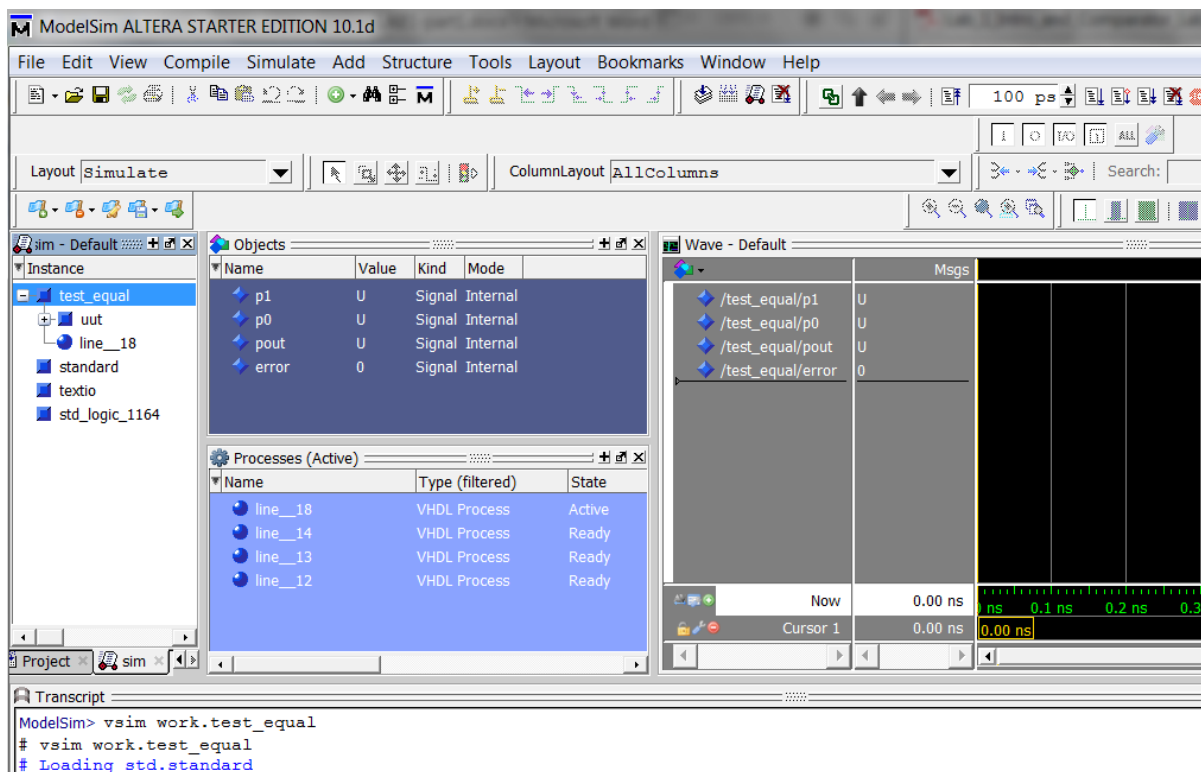 ModelSim ALTERA STARTER EDITION 10.1d
File Edit View Compile Simulate Add Structure Tools Layout Bookmarks Window Help
100 ps
ALL
Layout Simulate ColumnLayout AllColumns Search:
sim - Default
Instance
test_equal
uut
line__18
standard
textio
std_logic_1164
Project sim
Objects
Name Value Kind Mode
p1 U Signal Internal
p0 U Signal Internal
pout U Signal Internal
error 0 Signal Internal
Processes (Active)
Name Type (filtered) State
line__18 VHDL Process Active
line__14 VHDL Process Ready
line__13 VHDL Process Ready
line__12 VHDL Process Ready
Wave - Default
Msgs
/test_equal/p1 U
/test_equal/p0 U
/test_equal/pout U
/test_equal/error 0
Now 0.00 ns ns 0.1 ns 0.2 ns 0.3
Cursor 1 0.00 ns 0.00 ns
Transcript
ModelSim> vsim work.test_equal
# vsim work.test_equal
# Loading std.standard